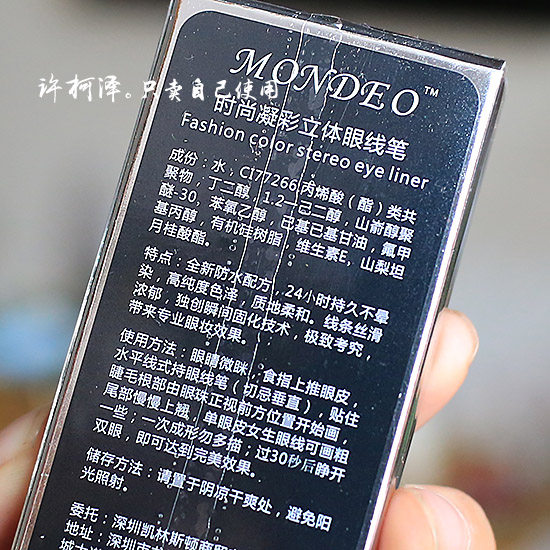 MONDEO™
许柯泽。只卖自己使用
时尚凝彩立体眼线笔
Fashion color stereo eye liner
成份：水，CI77266,丙烯酸（酯）类共
聚物，丁二醇，1.2一己二醇，山嵛醇聚
醚-30，苯氧乙醇，己基已基甘油，氟甲
基丙醇，有机硅树脂 维生素E，山梨坦
月桂酸酯。
特点：全新防水配方，24小时持久不晕
染，高纯度色泽，质地柔和，线条丝滑
浓郁，独创瞬间固化技术，极致考究，
带来专业眼妆效果。
使用方法：眼睛微眯，食指上推眼皮，
水平线式持眼线笔（切忌垂直），贴住
睫毛根部由眼珠正视前方位置开始画，
尾部慢慢上翘，单眼皮女生眼线可画粗
一些；一次成形勿多描；过30秒后睁开
双眼，即可达到完美效果。
储存方法：请置于阴凉干爽处，避免阳
光照射。
委托：深圳凯林斯顿商贸
地址：深圳市